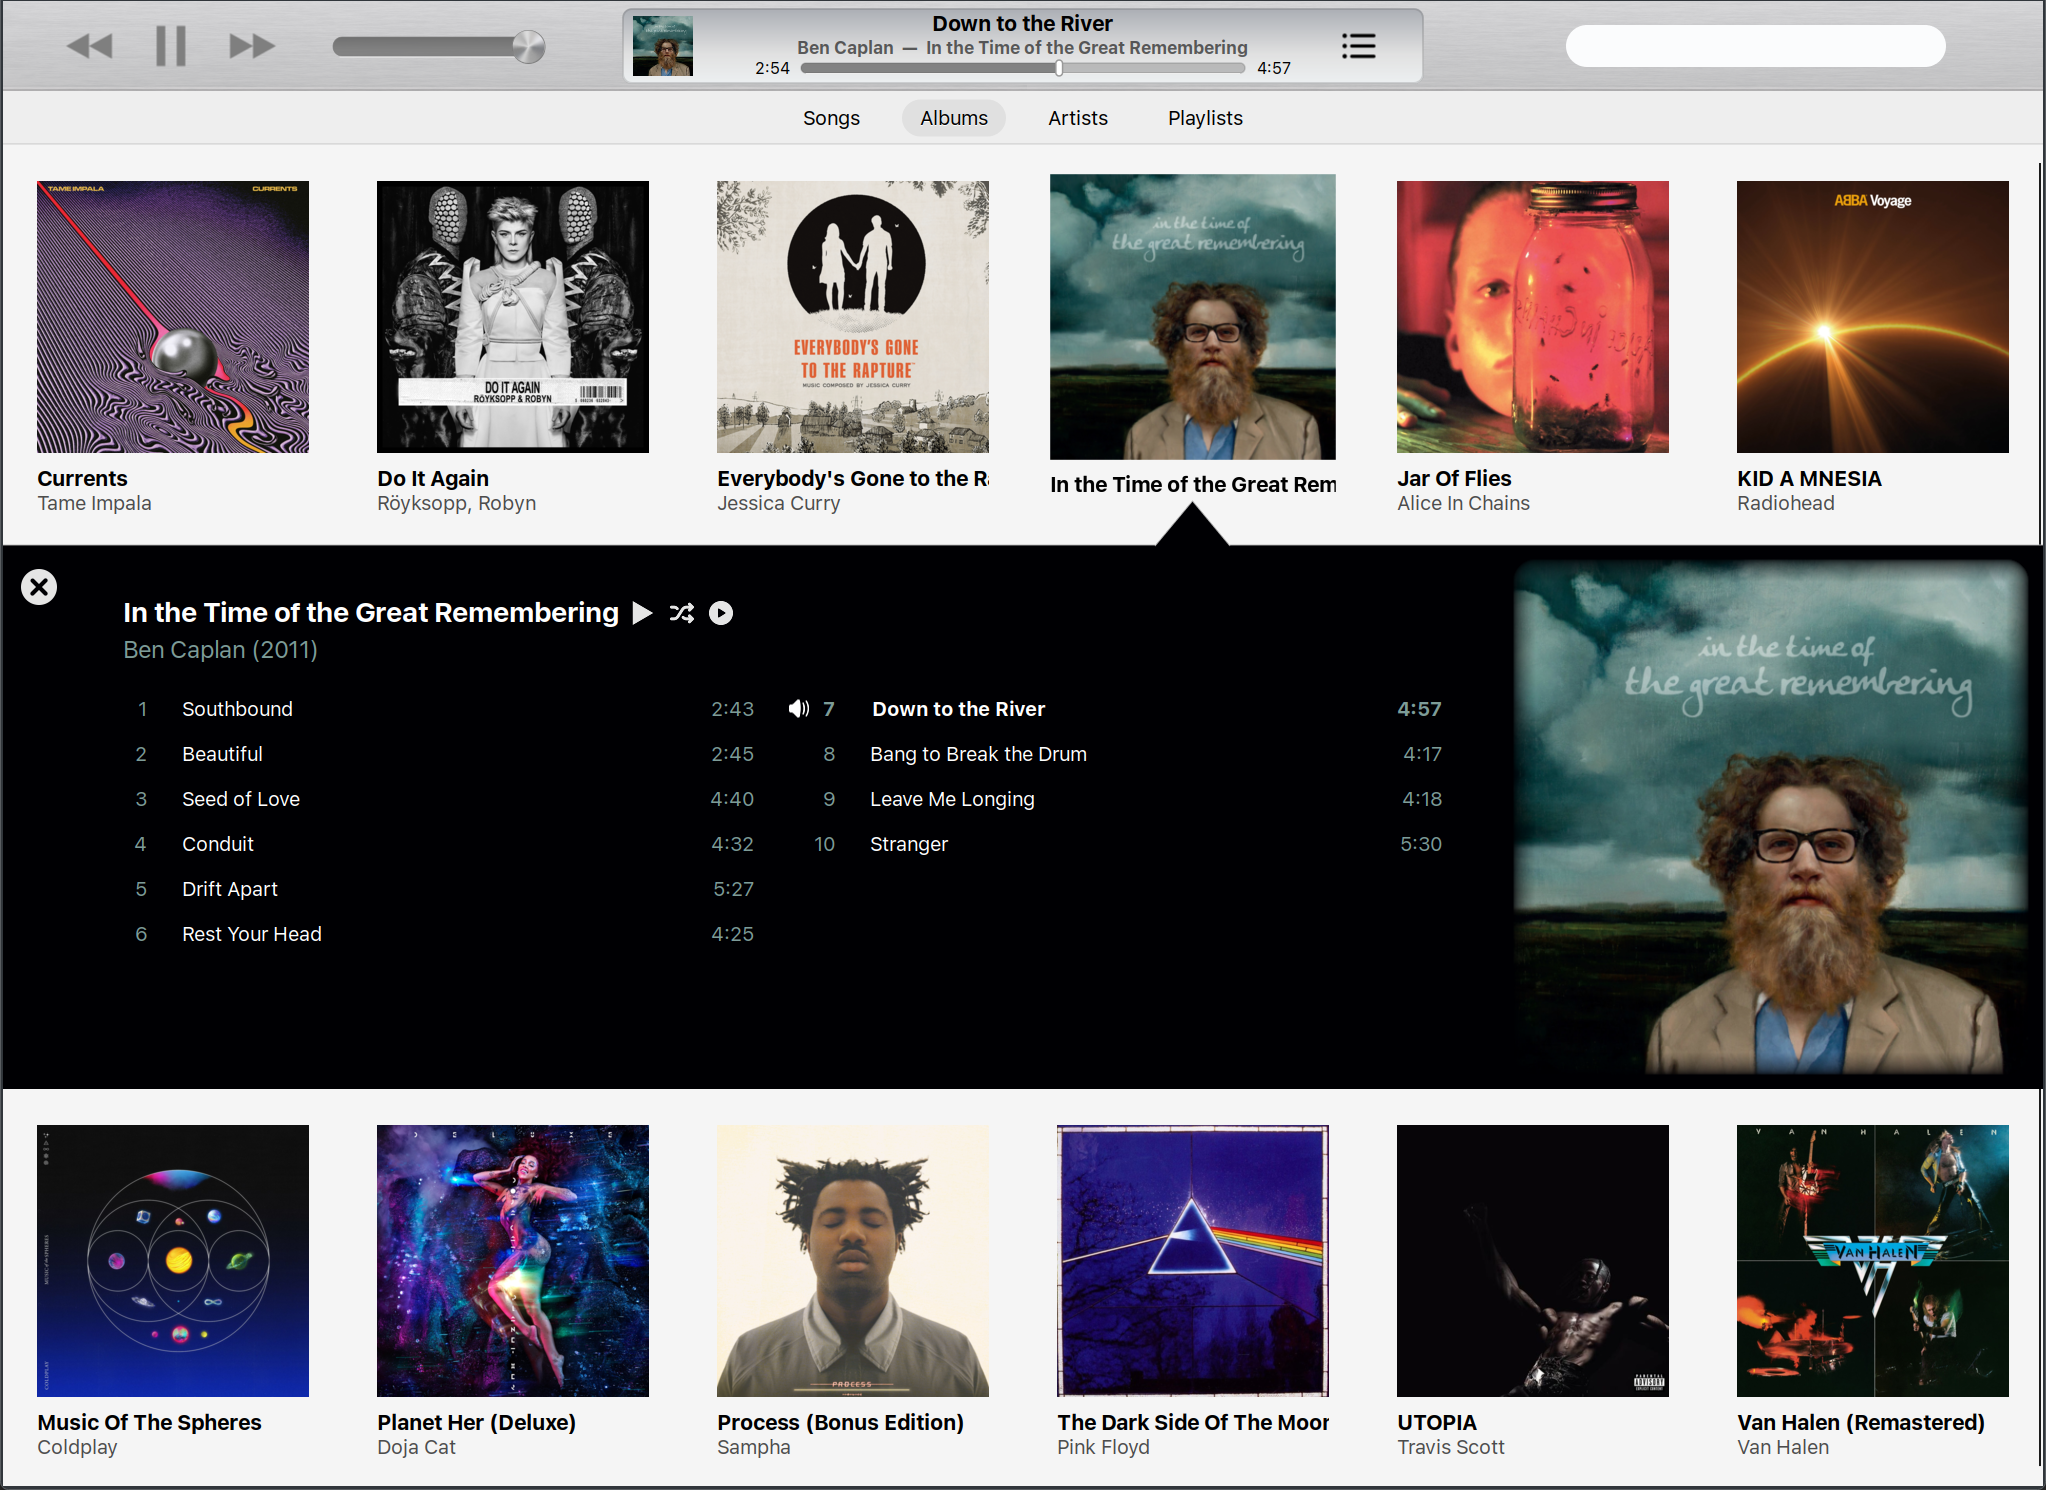 Down to the River
Ben Caplan — In the Time of the Great Remembering
2:54 4:57
Songs Albums Artists Playlists
TAME IMPALA CURRENTS
DO IT AGAIN
RÖYKSOPP & ROBYN
EVERYBODY'S GONE
TO THE RAPTURE
MUSIC COMPOSED BY JESSICA CURRY
in the time of
the great remembering
ABBA Voyage
Currents
Tame Impala
Do It Again
Röyksopp, Robyn
Everybody's Gone to the Ra
Jessica Curry
In the Time of the Great Rem
Jar Of Flies
Alice In Chains
KID A MNESIA
Radiohead
In the Time of the Great Remembering
Ben Caplan (2011)
1 Southbound 2:43
2 Beautiful 2:45
3 Seed of Love 4:40
4 Conduit 4:32
5 Drift Apart 5:27
6 Rest Your Head 4:25
7 Down to the River 4:57
8 Bang to Break the Drum 4:17
9 Leave Me Longing 4:18
10 Stranger 5:30
in the time of
the great remembering
DELUXE
PROCESS
PARENTAL
ADVISORY
EXPLICIT CONTENT
VAN HALEN
VAN HALEN
Music Of The Spheres
Coldplay
Planet Her (Deluxe)
Doja Cat
Process (Bonus Edition)
Sampha
The Dark Side Of The Moor
Pink Floyd
UTOPIA
Travis Scott
Van Halen (Remastered)
Van Halen